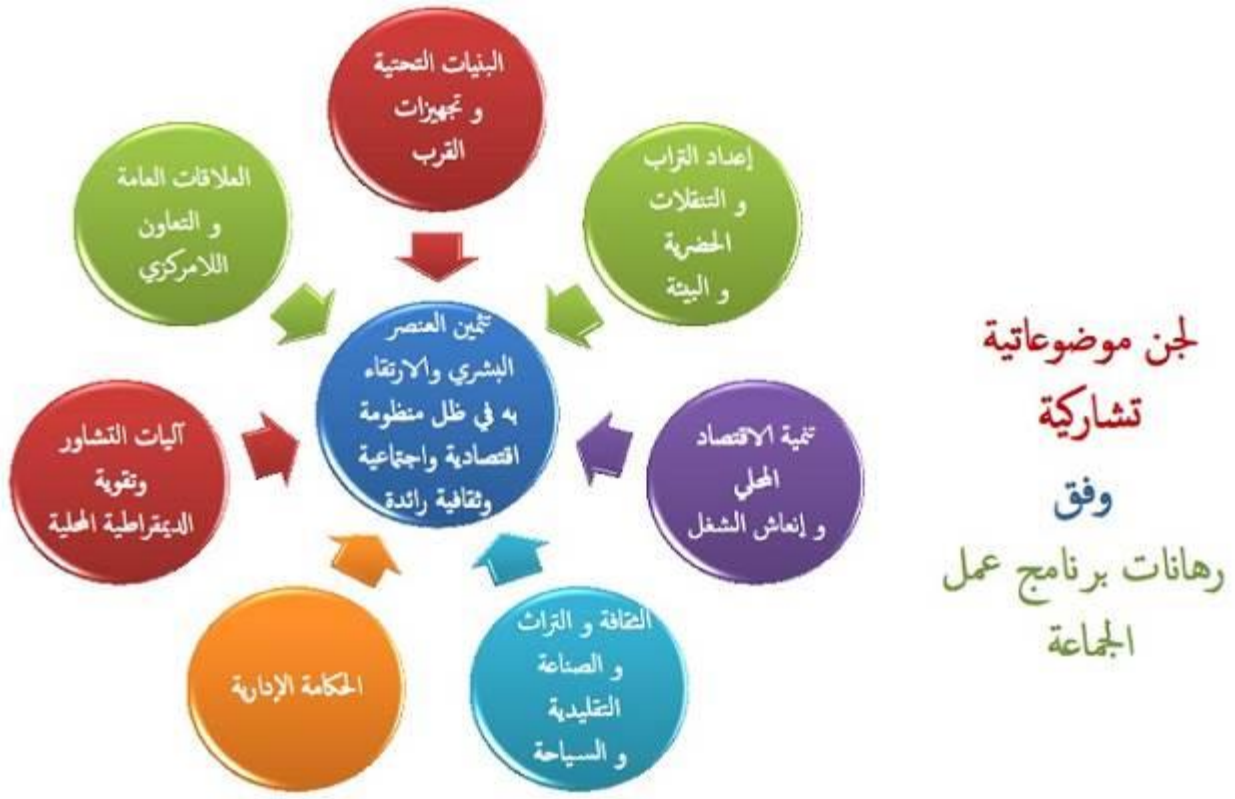 البنيات التحتية
و تجهيزات
القرب
إعداد التراب
و التنقلات
الحضرية
و البيئة
تنمية الاقتصاد
المحلي
و إنعاش الشغل
الثقافة و التراث
و الصناعة
التقليدية
و السياحة
الحكامة الإدارية
آليات التشاور
وتقوية
الديمقراطية المحلية
العلاقات العامة
و التعاون
اللامركزي
تثمين العنصر
البشري والارتقاء
به في ظل منظومة
اقتصادية واجتماعية
وثقافية رائدة
لجن موضوعاتية
تشاركية
وفق
رهانات برنامج عمل
الجماعة